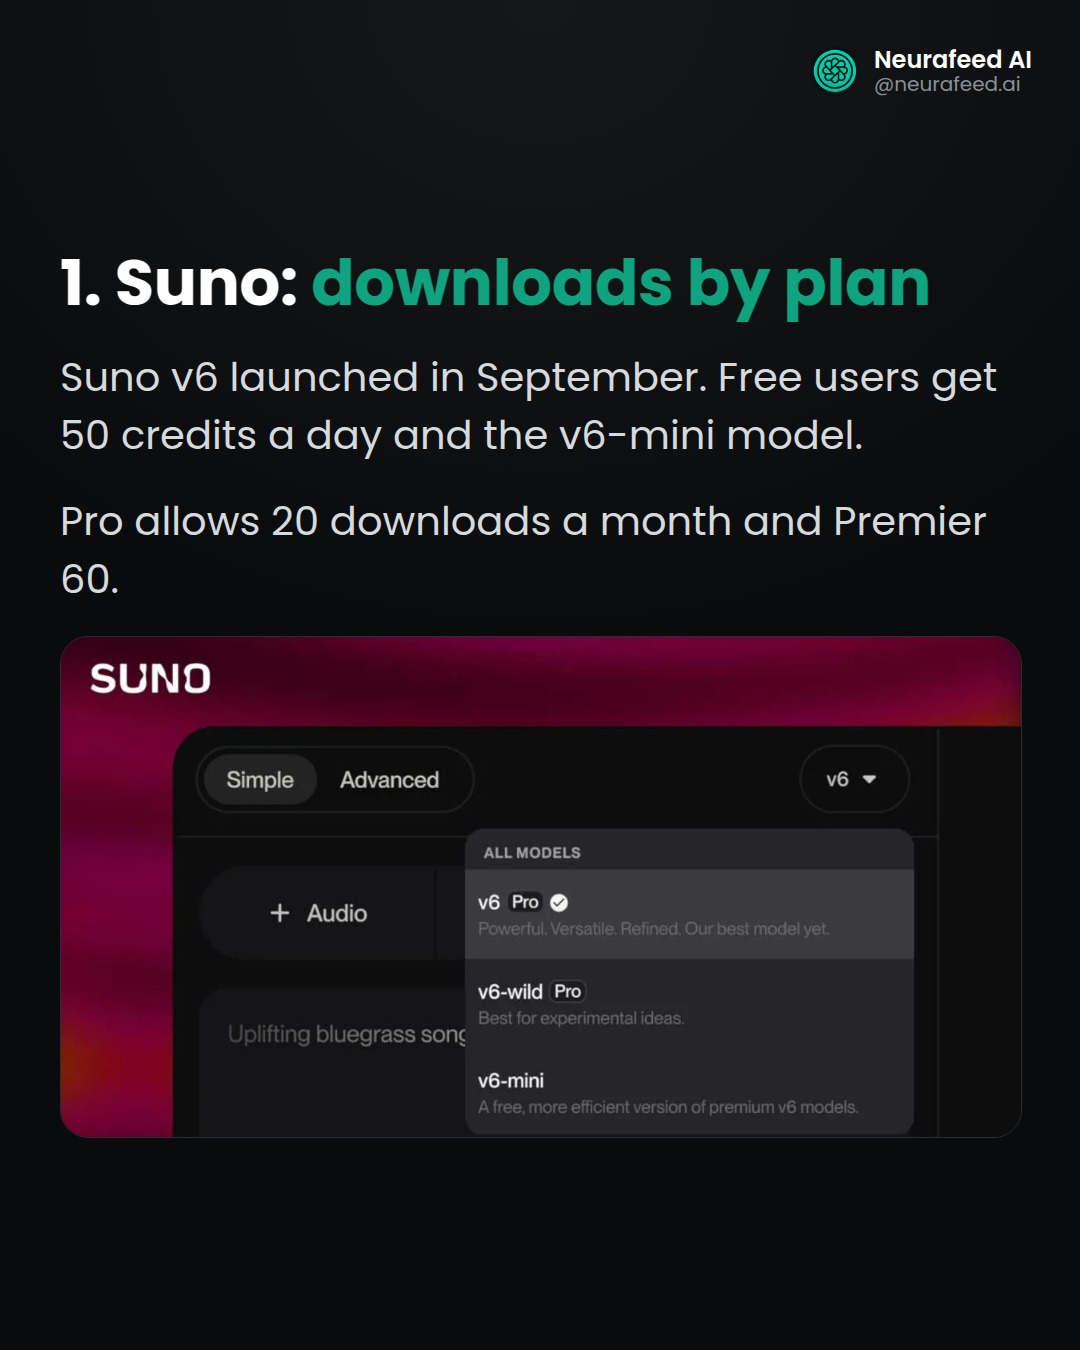 Neurafeed AI
@neurafeed.ai
1. Suno: downloads by plan
Suno v6 launched in September. Free users get
50 credits a day and the v6-mini model.
Pro allows 20 downloads a month and Premier
60.
SUNO
Simple Advanced v6
ALL MODELS
v6 Pro
Powerful. Versatile. Refined. Our best model yet.
+ Audio
v6-wild Pro
Best for experimental ideas.
Uplifting bluegrass song
v6-mini
A free, more efficient version of premium v6 models.